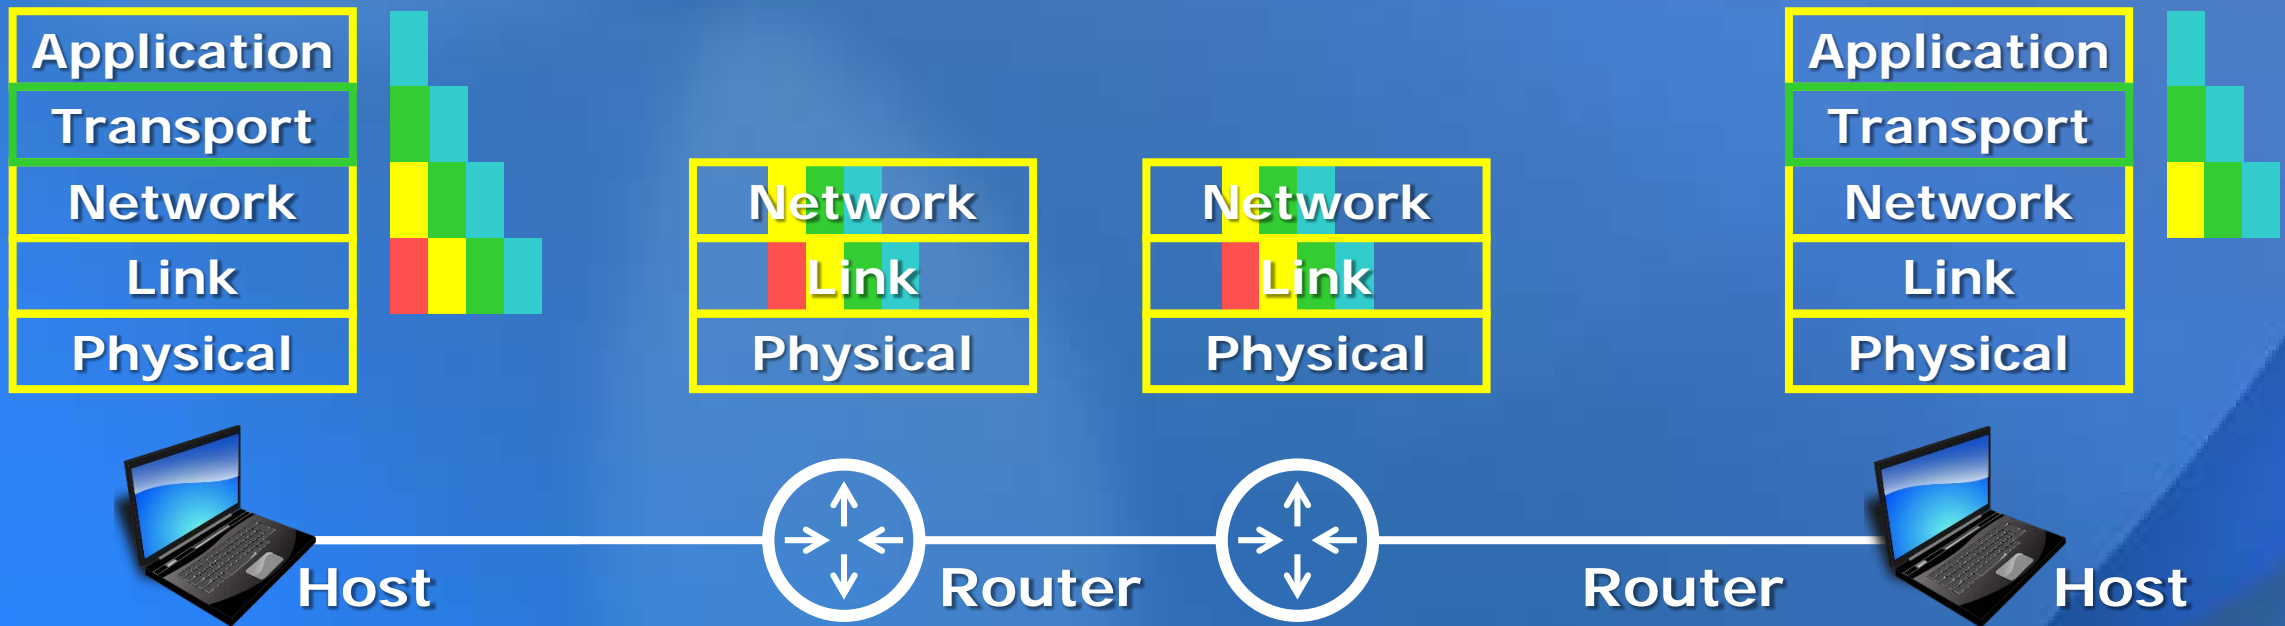 Application
Transport
Network
Link
Physical
Network
Link
Physical
Network
Link
Physical
Application
Transport
Network
Link
Physical
Host
Router
Router
Host